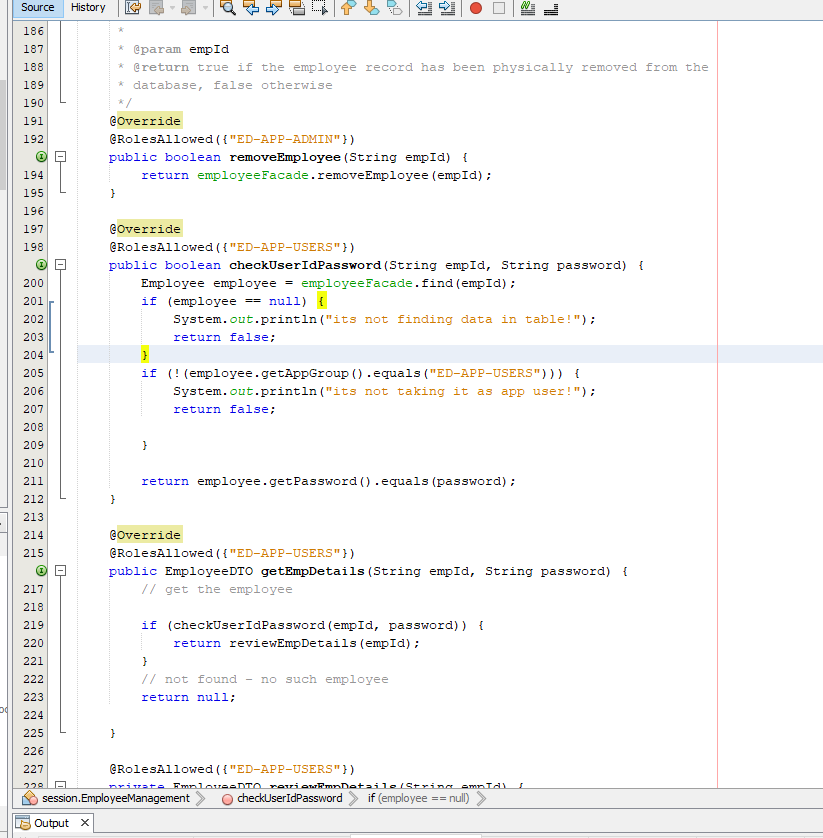 Source History
186 *
187 * @param empId
188 * @return true if the employee record has been physically removed from the
189 * database, false otherwise
190 */
191 @Override
192 @RolesAllowed({"ED-APP-ADMIN"})
public boolean removeEmployee(String empId) {
194 return employeeFacade.removeEmployee(empId);
195 }
196
197 @Override
198 @RolesAllowed({"ED-APP-USERS"})
public boolean checkUserIdPassword(String empId, String password) {
200 Employee employee = employeeFacade.find(empId);
201 if (employee == null) {
202 System.out.println("its not finding data in table!");
203 return false;
204 }
205 if (!(employee.getAppGroup().equals("ED-APP-USERS"))) {
206 System.out.println("its not taking it as app user!");
207 return false;
208
209 }
210
211 return employee.getPassword().equals(password);
212 }
213
214 @Override
215 @RolesAllowed({"ED-APP-USERS"})
public EmployeeDTO getEmpDetails(String empId, String password) {
217 // get the employee
218
219 if (checkUserIdPassword(empId, password)) {
220 return reviewEmpDetails(empId);
221 }
222 // not found - no such employee
223 return null;
224
225 }
226
227 @RolesAllowed({"ED-APP-USERS"})
228 private EmployeeDTO reviewEmpDetails(String empId) {
session.EmployeeManagement checkUserIdPassword if (employee == null)
Output